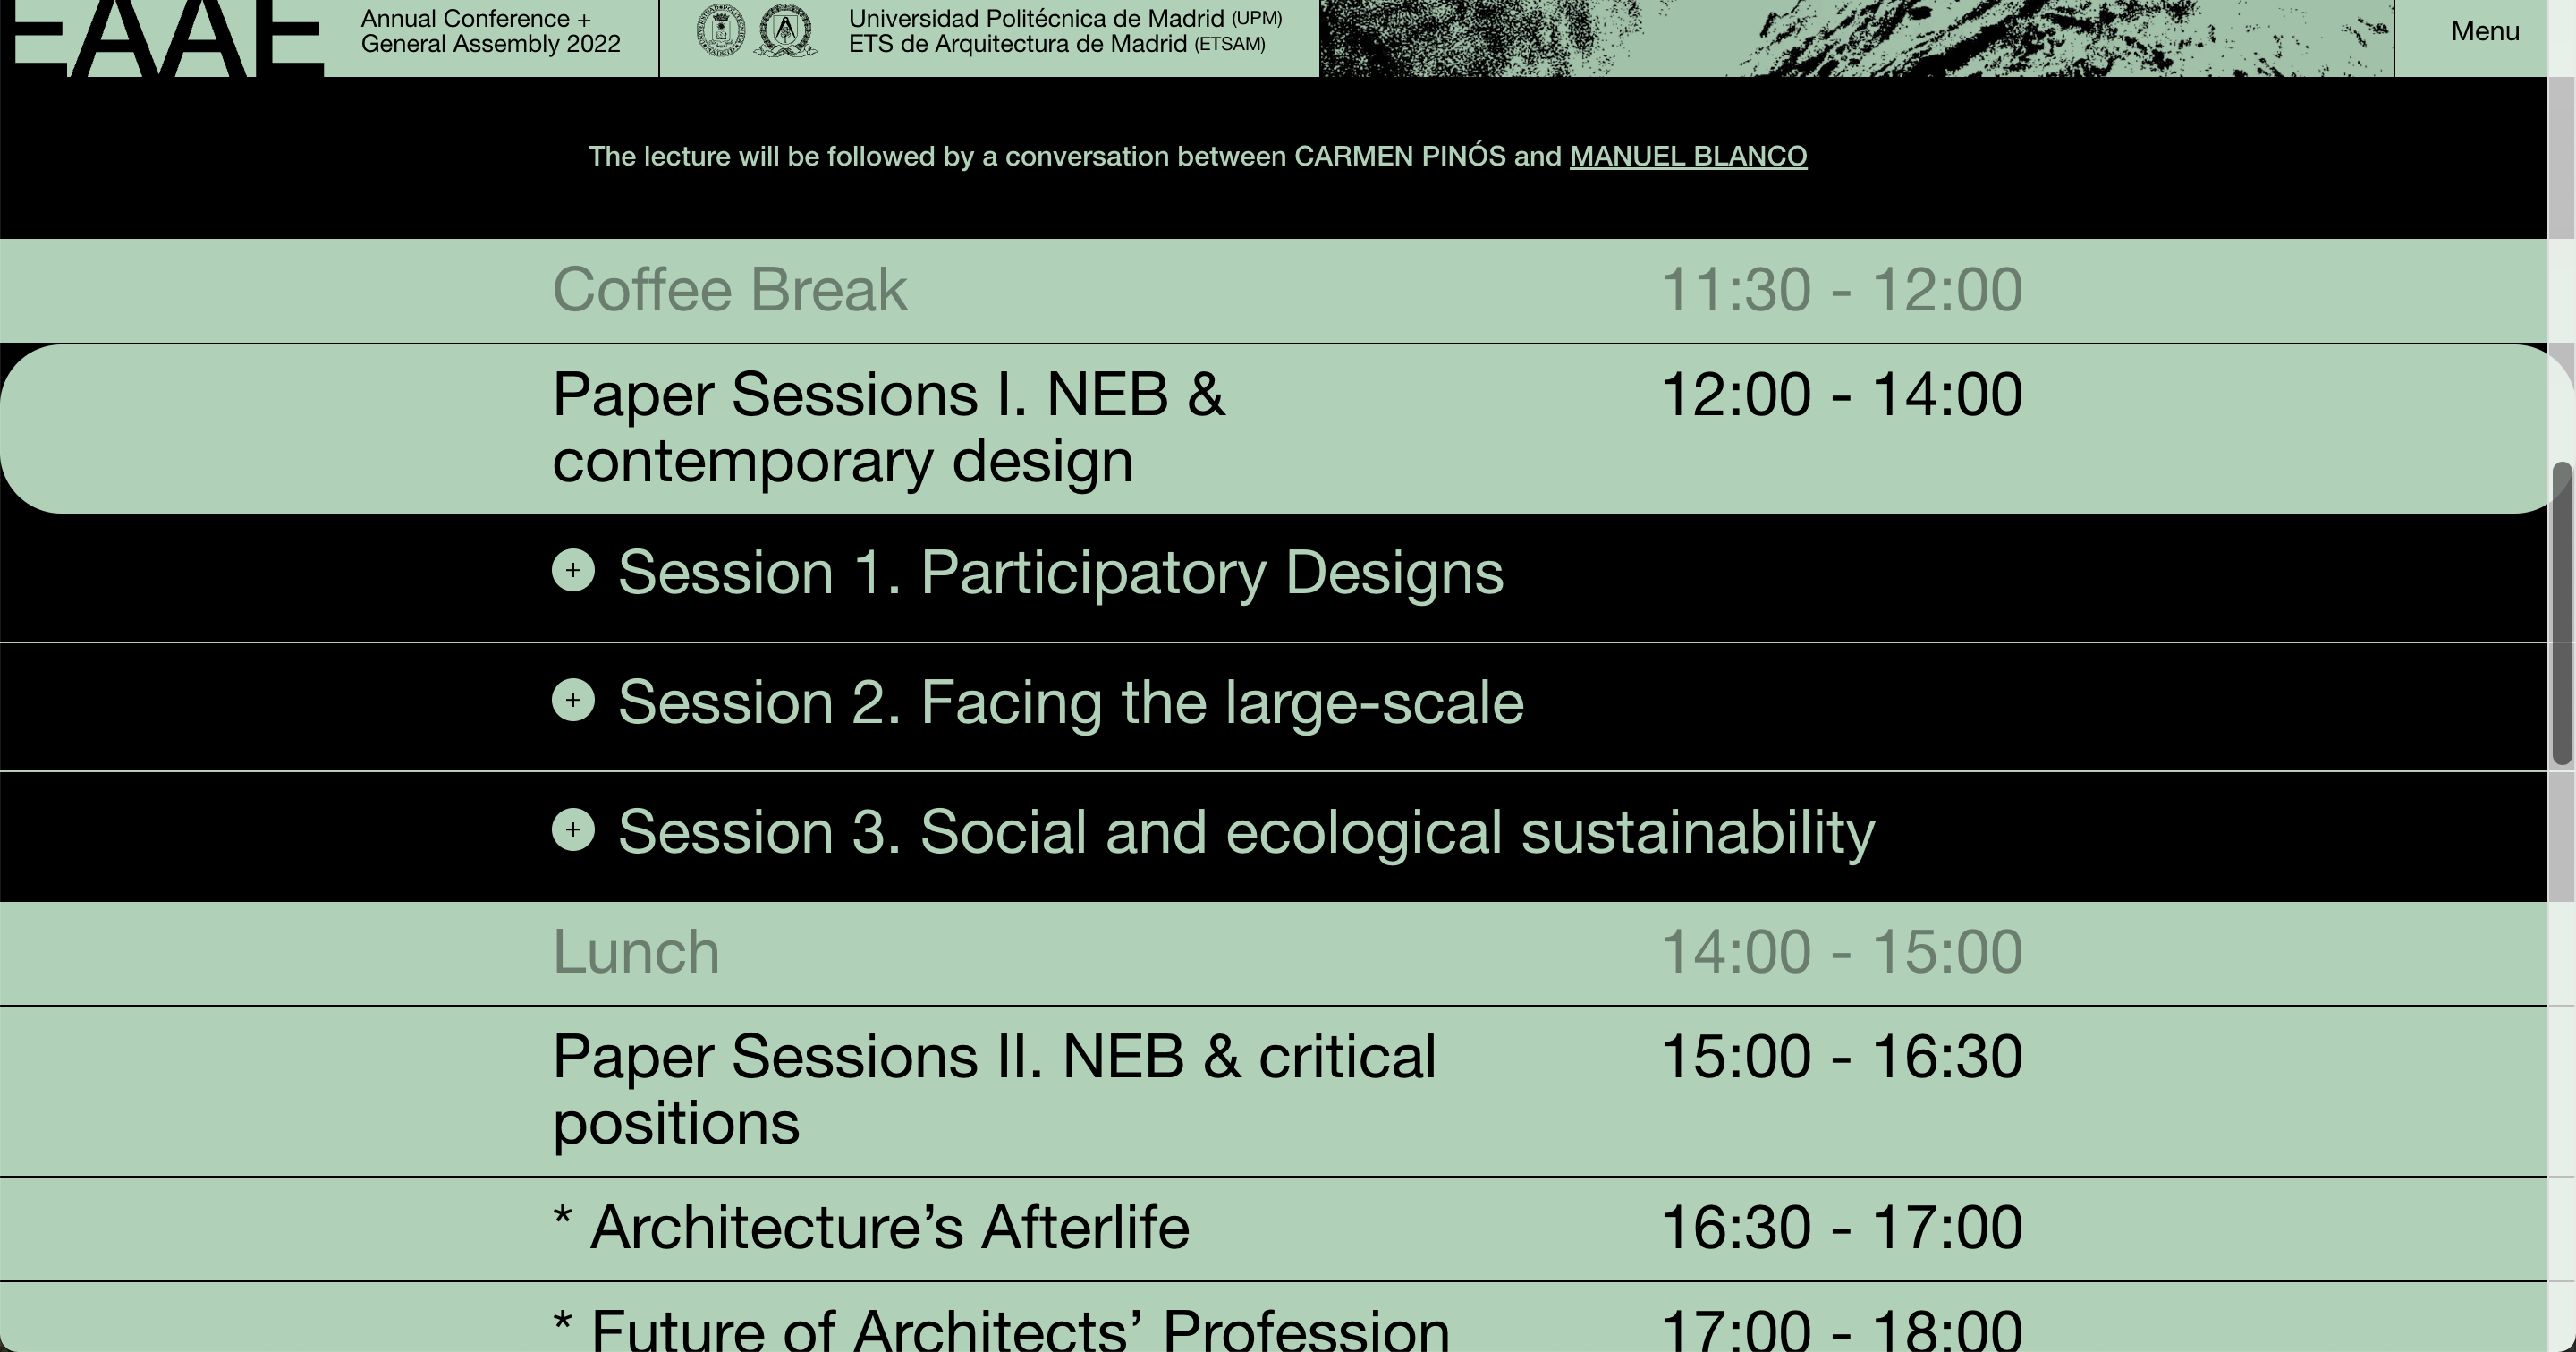 EAAE
Annual Conference +
General Assembly 2022
Universidad Politécnica de Madrid (UPM)
ETS de Arquitectura de Madrid (ETSAM)
Menu
The lecture will be followed by a conversation between CARMEN PINÓS and MANUEL BLANCO
Coffee Break 11:30 - 12:00
Paper Sessions I. NEB & 12:00 - 14:00
contemporary design
+ Session 1. Participatory Designs
+ Session 2. Facing the large-scale
+ Session 3. Social and ecological sustainability
Lunch 14:00 - 15:00
Paper Sessions II. NEB & critical 15:00 - 16:30
positions
* Architecture’s Afterlife 16:30 - 17:00
* Future of Architects’ Profession 17:00 - 18:00